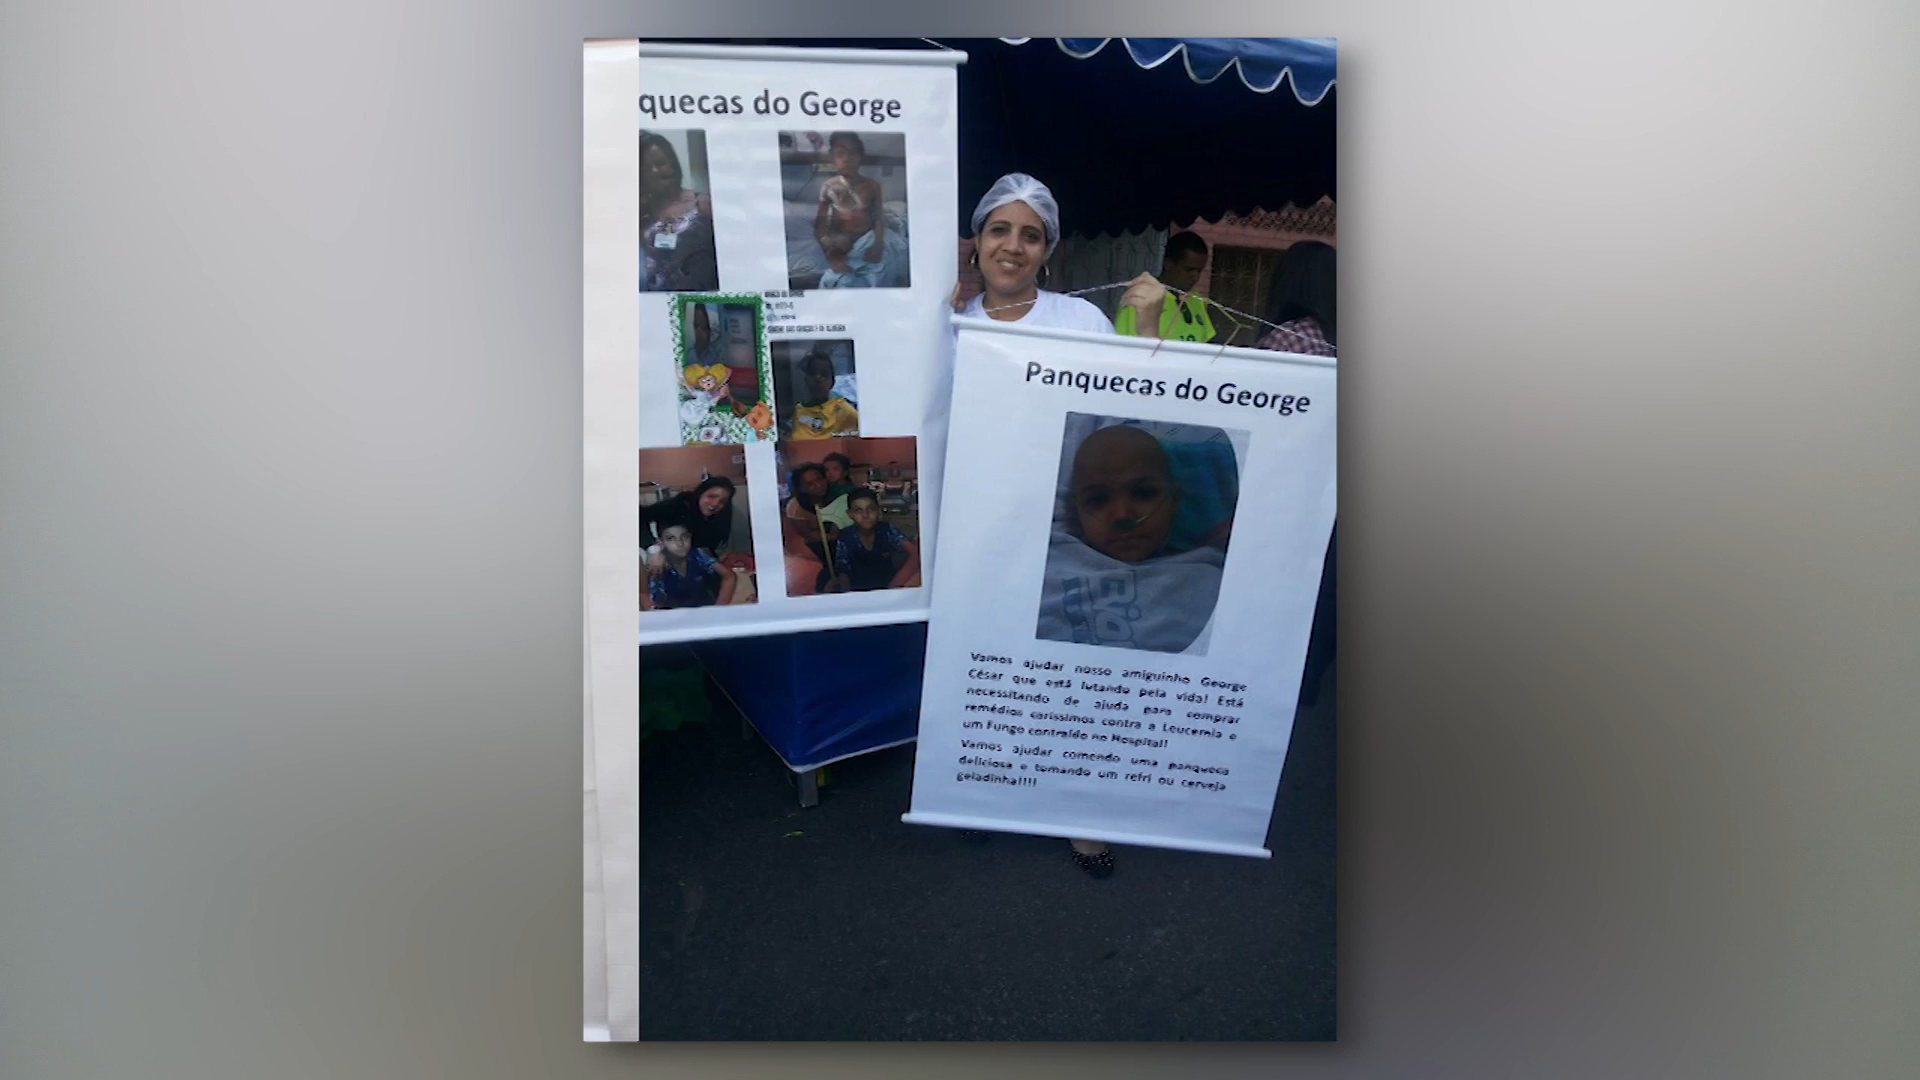 quecas do George
Panquecas do George
Vamos ajudar nosso amiguinho George
César que está lutando pela vida! Está
necessitando de ajuda para comprar
remédios caríssimos contra a Leucemia e
um Fungo contraído no Hospital!
Vamos ajudar comendo uma panqueca
deliciosa e tomando um refri ou cerveja
geladinha!!!!